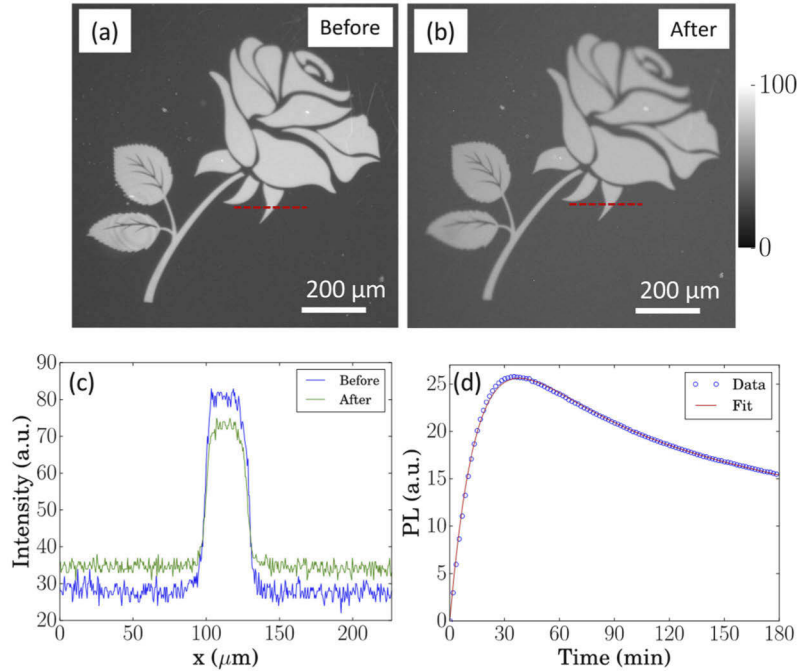 (a)
Before
200 µm
(b)
After
200 µm
100
0
(c)
Before
After
90
80
70
60
50
40
30
20
Intensity (a.u.)
0
50
100
150
200
x (µm)
(d)
Data
Fit
25
20
15
10
5
0
PL (a.u.)
0
30
60
90
120
150
180
Time (min)